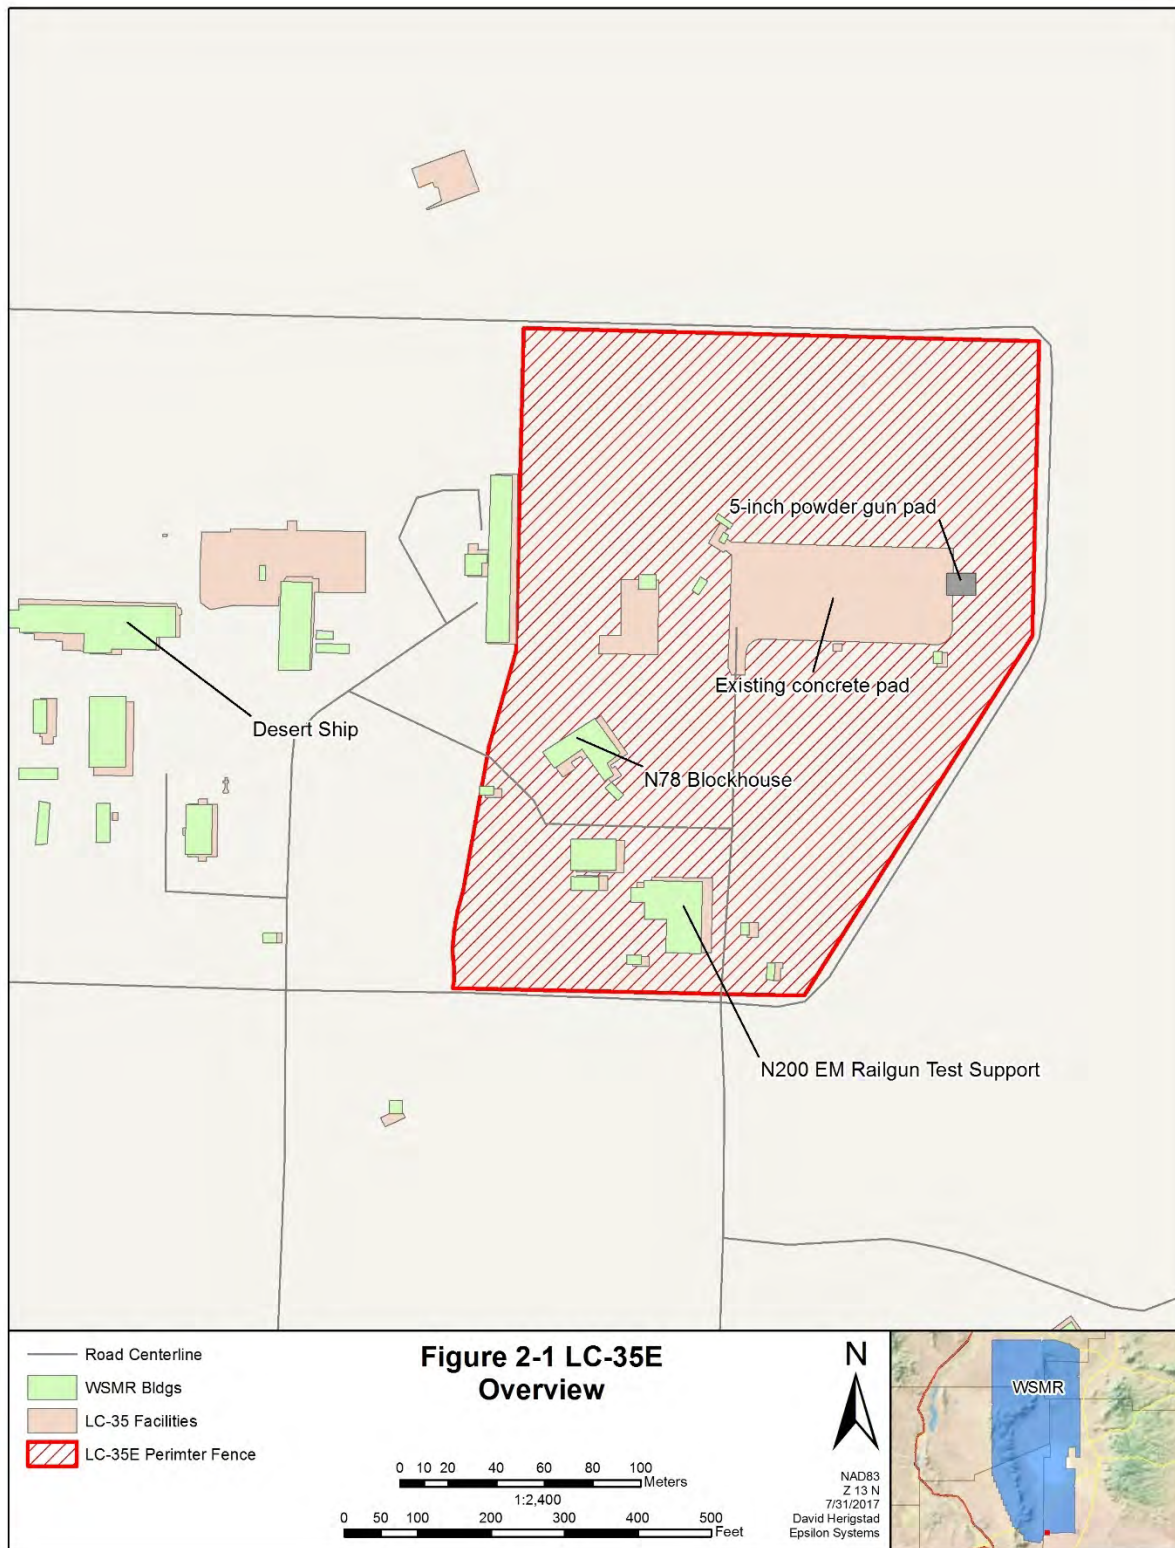 5-inch powder gun pad
Existing concrete pad
Desert Ship
N78 Blockhouse
N200 EM Railgun Test Support
Road Centerline
WSMR Bldgs
LC-35 Facilities
LC-35E Perimter Fence
Figure 2-1 LC-35E
Overview
0 10 20 40 60 80 100
Meters
1:2,400
0 50 100 200 300 400 500
Feet
N
NAD83
Z 13 N
7/31/2017
David Herigstad
Epsilon Systems
WSMR